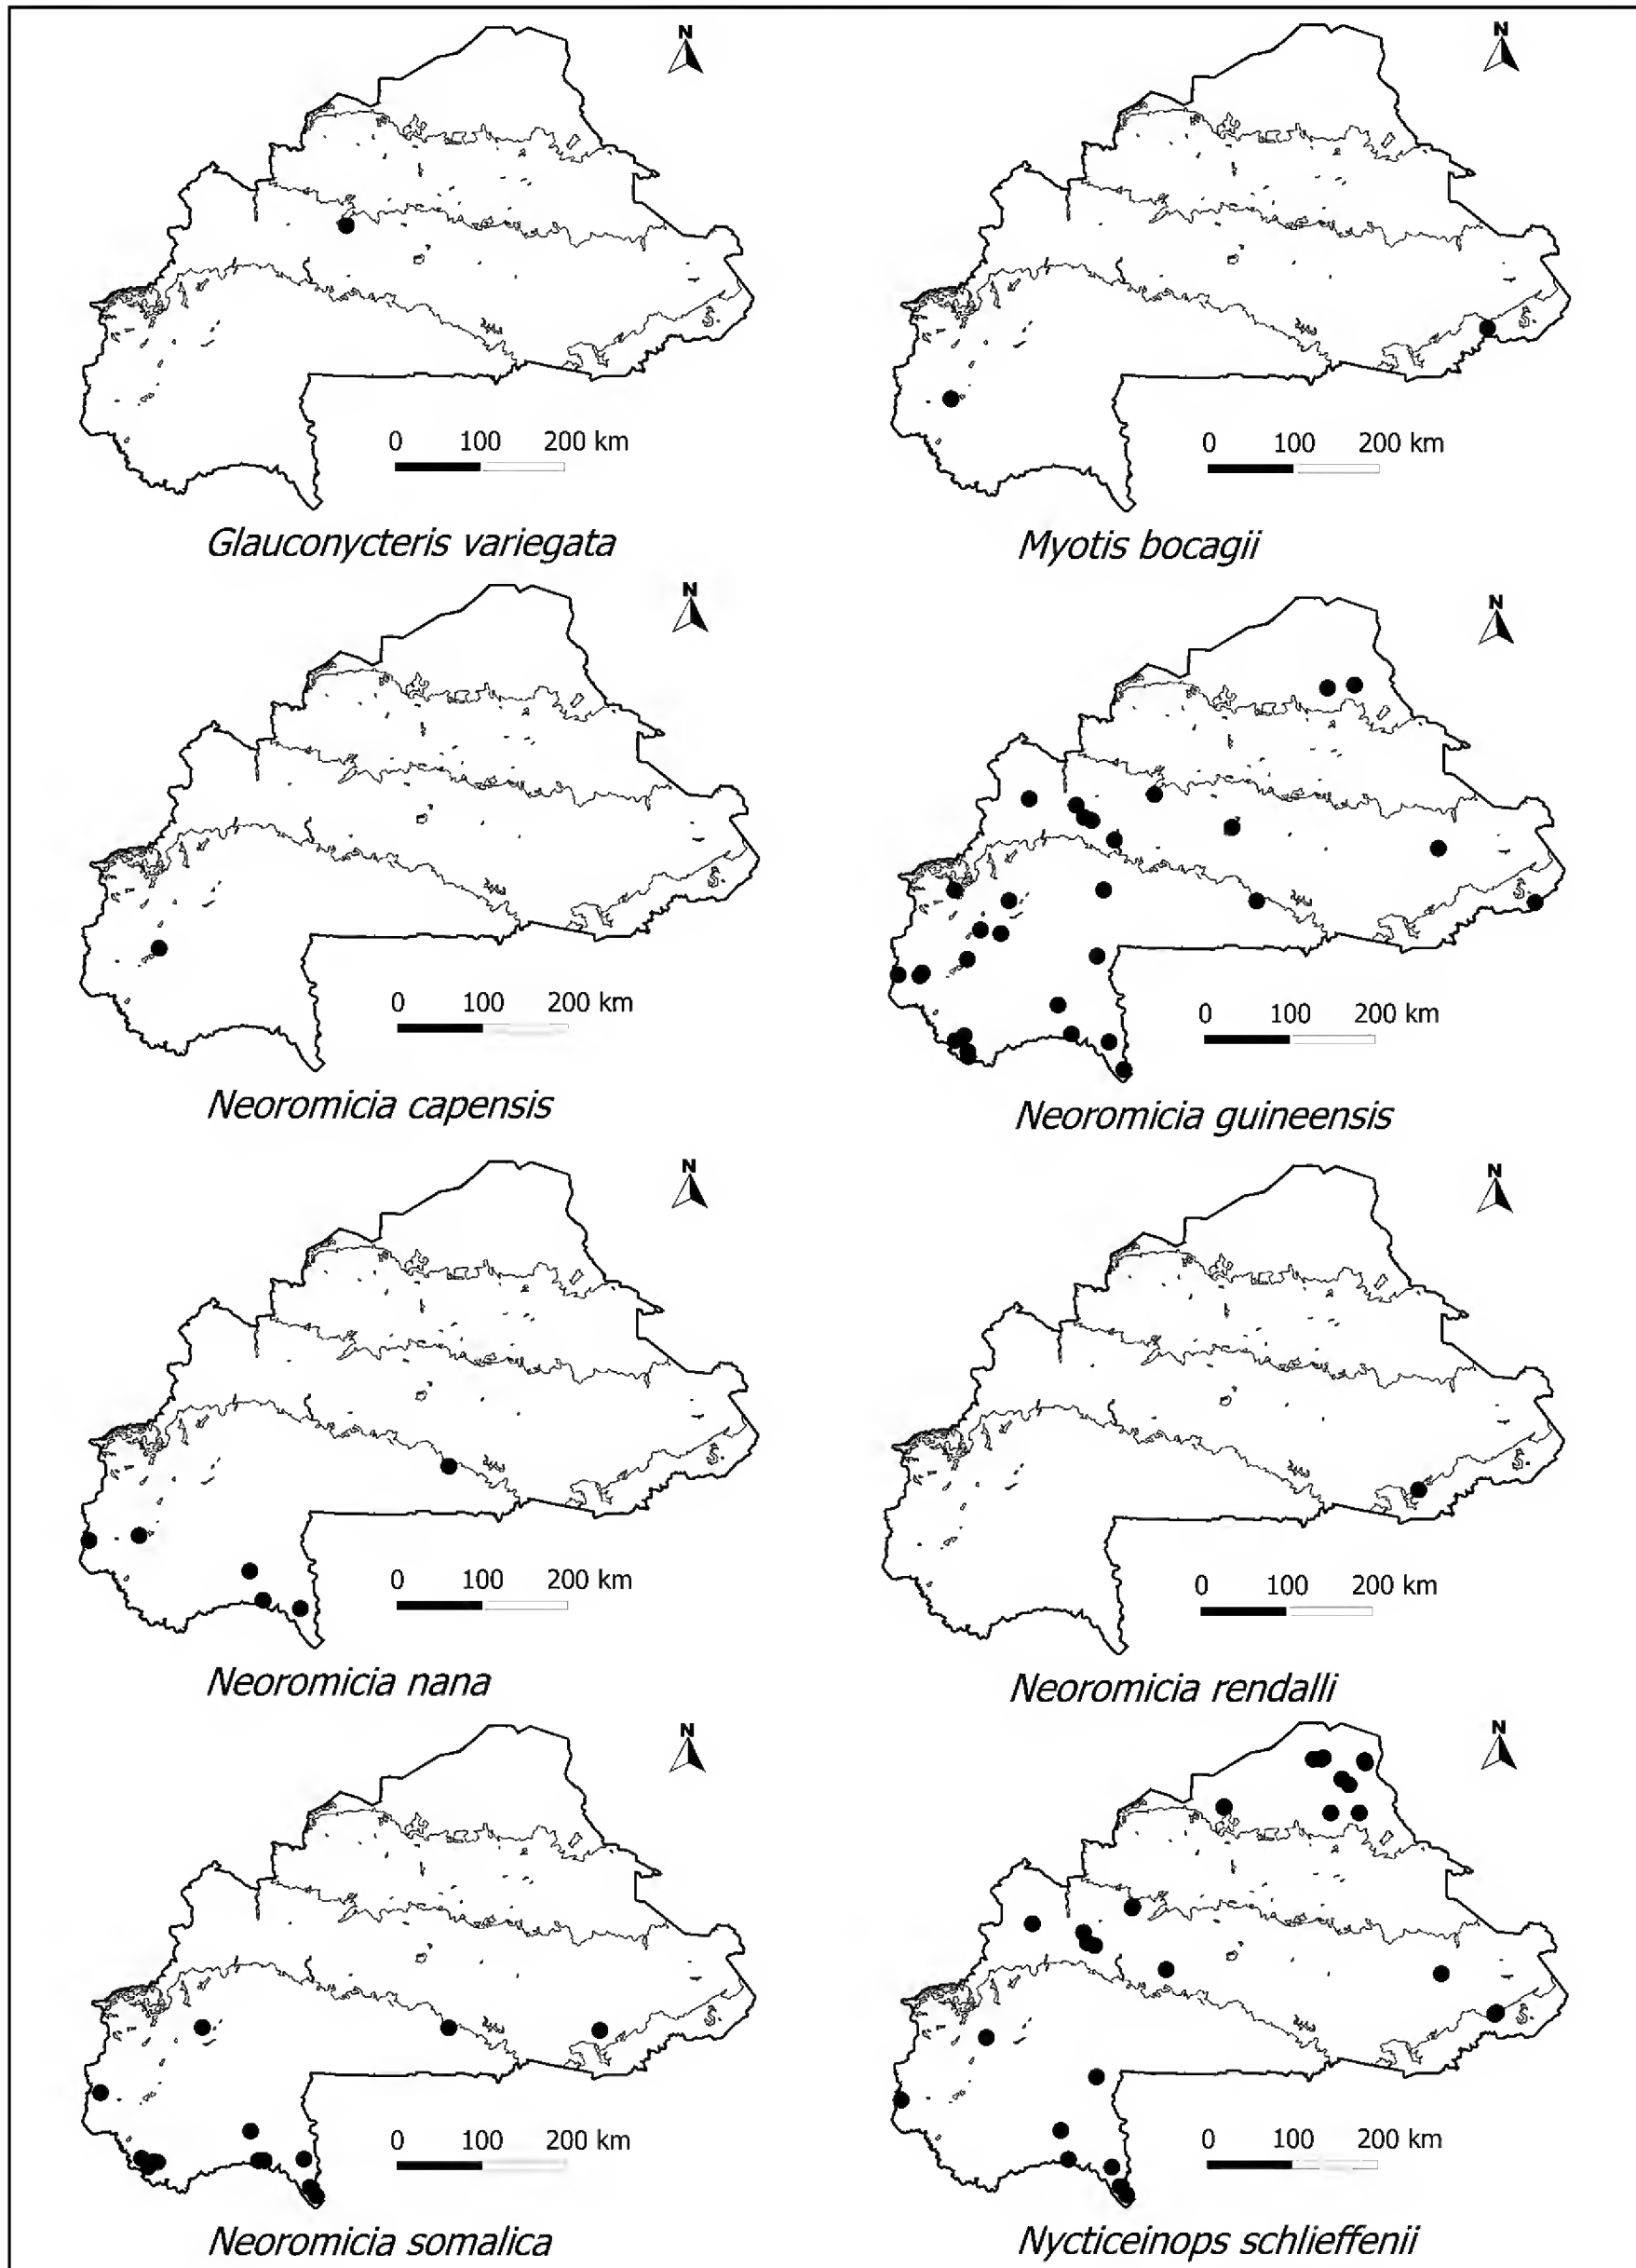 N
N
0 100 200 km
0 100 200 km
Glauconycteris variegata
Myotis bocagii
N
N
0 100 200 km
0 100 200 km
Neoromicia capensis
Neoromicia guineensis
N
N
0 100 200 km
0 100 200 km
Neoromicia nana
Neoromicia rendalli
N
N
0 100 200 km
0 100 200 km
Neoromicia somalica
Nycticeinops schlieffenii